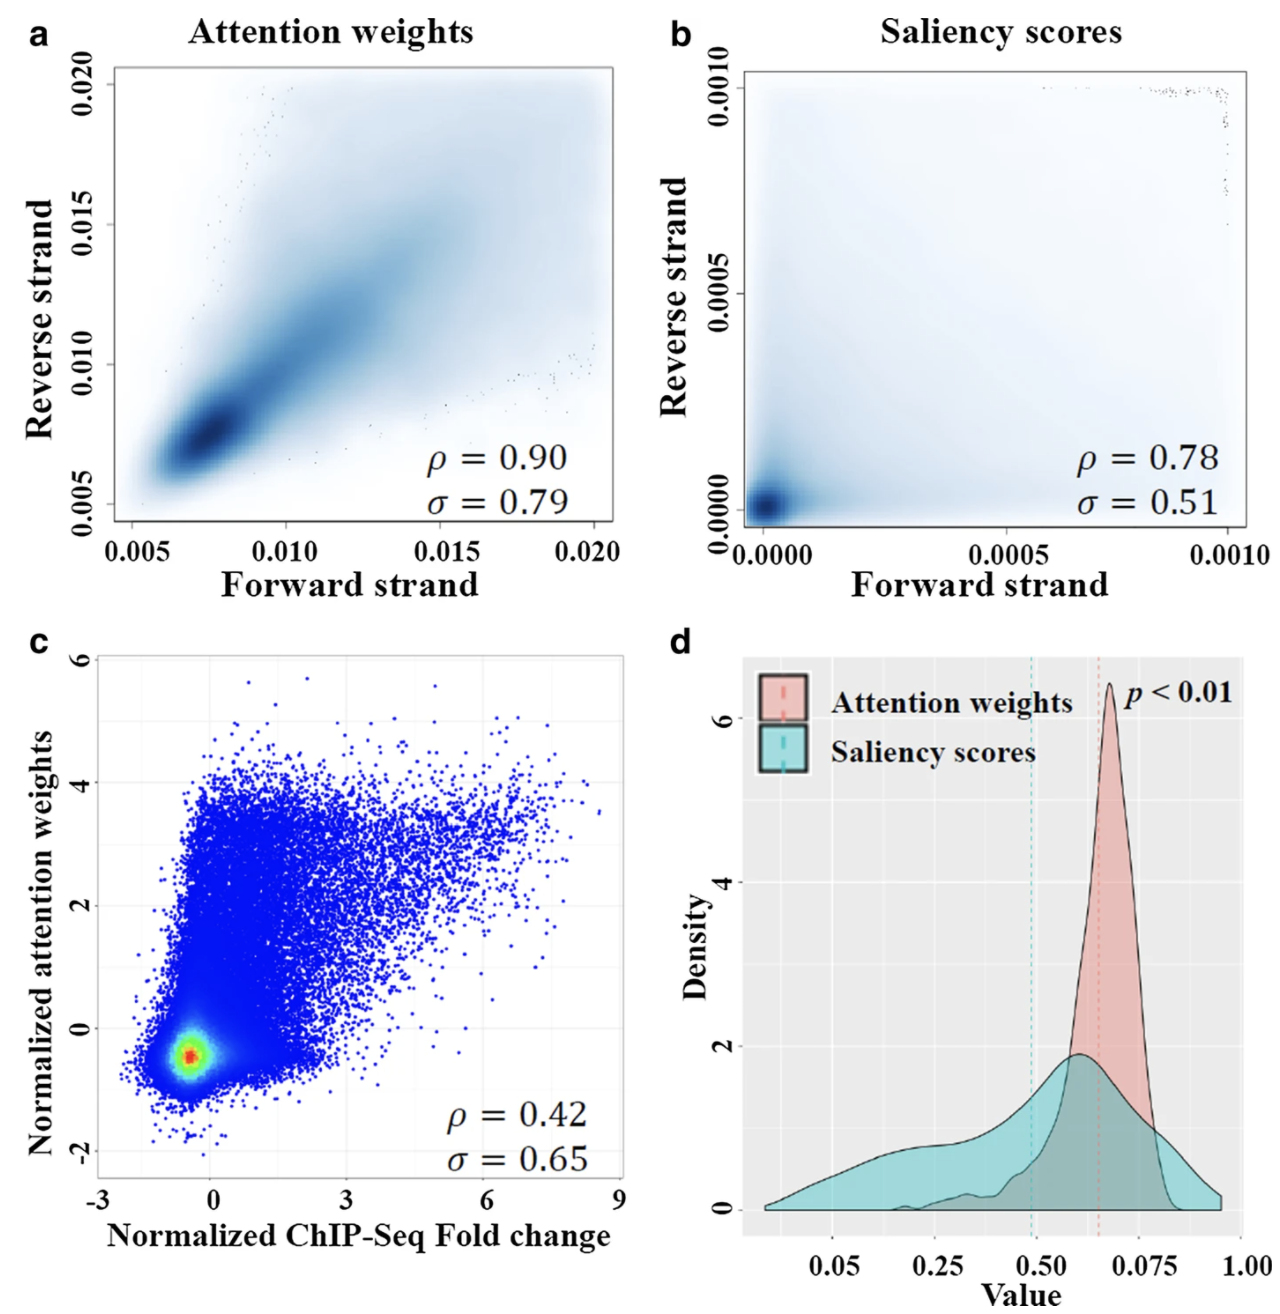 a
Attention weights
0.020
0.015
0.010
0.005
Reverse strand
ρ = 0.90
σ = 0.79
0.005 0.010 0.015 0.020
Forward strand
b
Saliency scores
0.0010
0.0005
0.0000
Reverse strand
ρ = 0.78
σ = 0.51
0.0000 0.0005 0.0010
Forward strand
c
6
4
2
0
-2
Normalized attention weights
ρ = 0.42
σ = 0.65
-3 0 3 6 9
Normalized ChIP-Seq Fold change
d
Attention weights
Saliency scores
p < 0.01
6
4
2
0
Density
0.05 0.25 0.50 0.075 1.00
Value